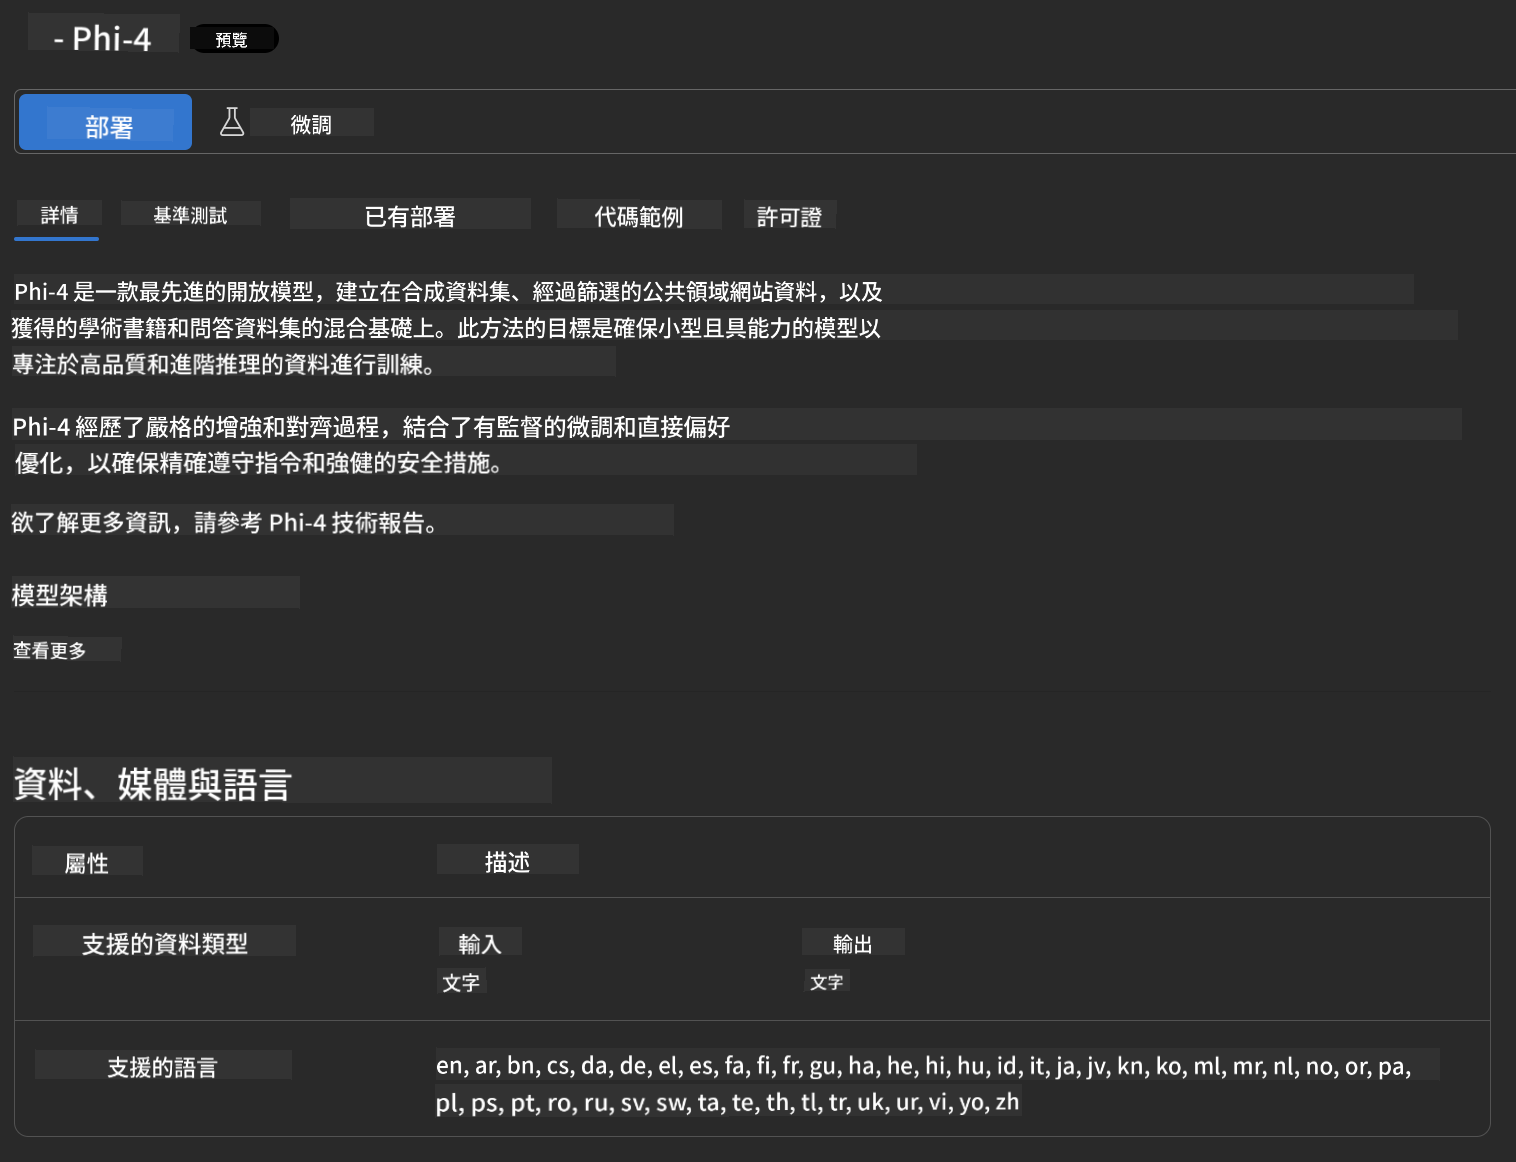 - Phi-4 預覽
部署 微調
詳情 基準測試 已有部署 代碼範例 許可證
Phi-4 是一款最先進的開放模型，建立在合成資料集、經過篩選的公共領域網站資料，以及
獲得的學術書籍和問答資料集的混合基礎上。此方法的目標是確保小型且具能力的模型以
專注於高品質和進階推理的資料進行訓練。
Phi-4 經歷了嚴格的增強和對齊過程，結合了有監督的微調和直接偏好
優化，以確保精確遵守指令和強健的安全措施。
欲了解更多資訊，請參考 Phi-4 技術報告。
模型架構
查看更多
資料、媒體與語言
屬性 描述
支援的資料類型 輸入 輸出
文字 文字
支援的語言 en, ar, bn, cs, da, de, el, es, fa, fi, fr, gu, ha, he, hi, hu, id, it, ja, jv, kn, ko, ml, mr, nl, no, or, pa,
pl, ps, pt, ro, ru, sv, sw, ta, te, th, tl, tr, uk, ur, vi, yo, zh